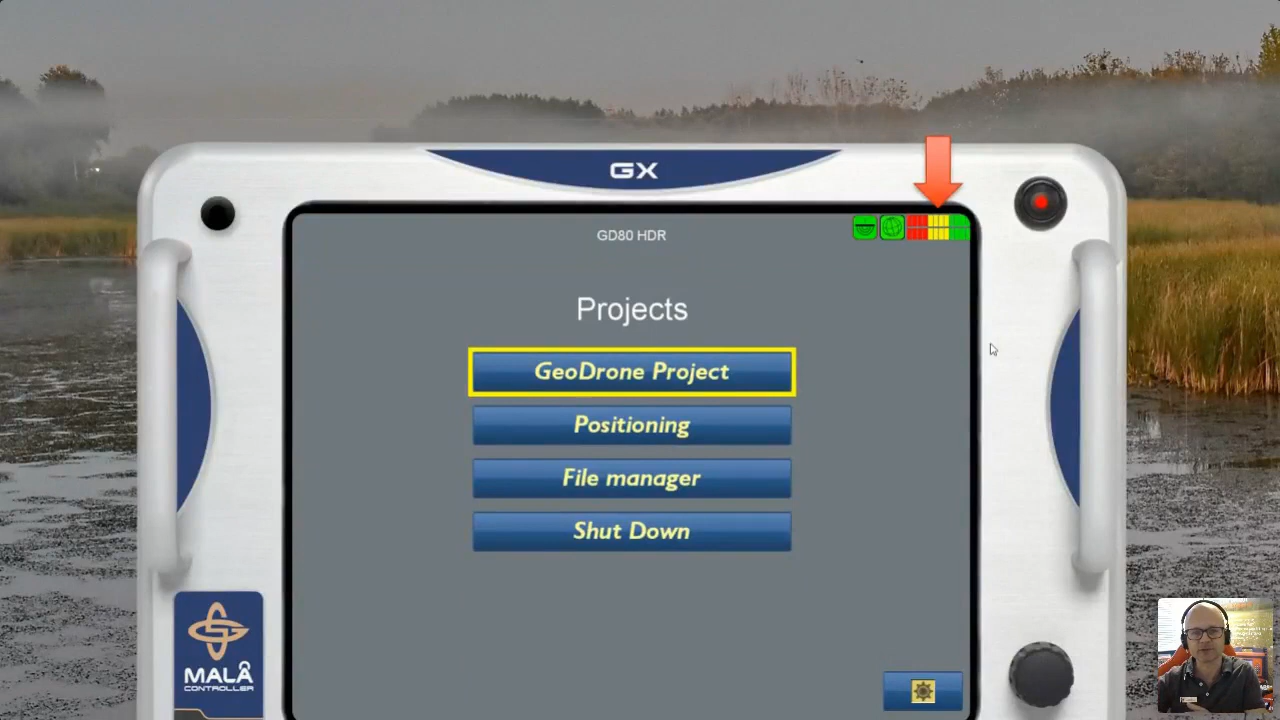 GX
GD80 HDR
Projects
GeoDrone Project
Positioning
File manager
Shut Down
MALÅ
CONTROLLER